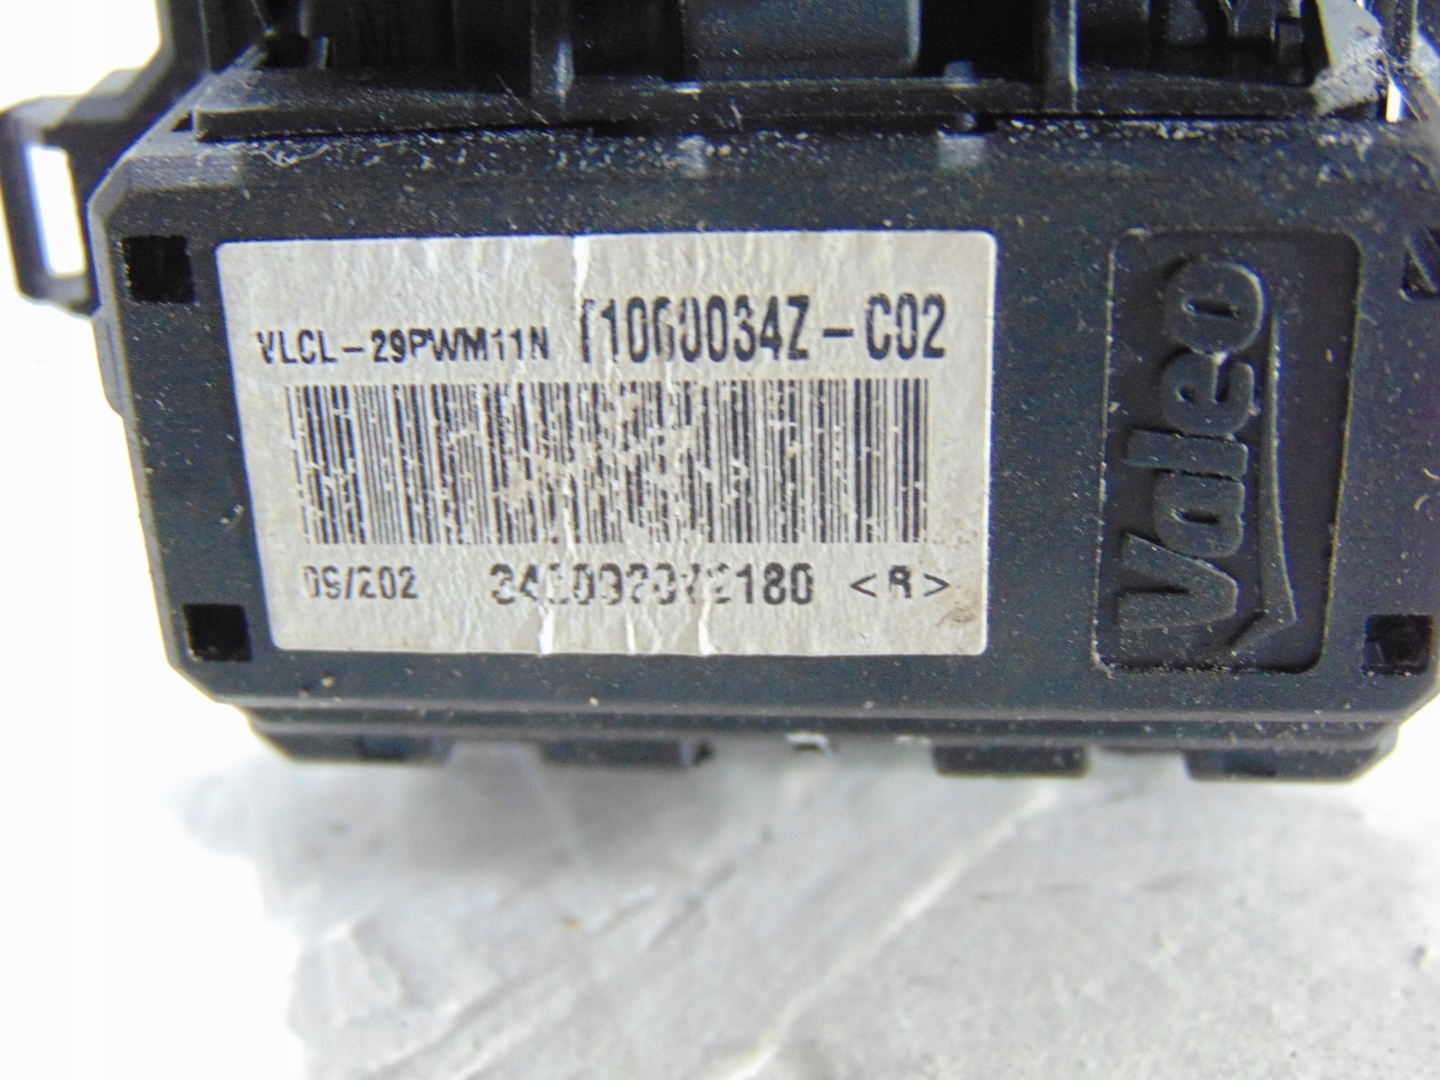 VLCL-29PWM11N T1000034Z-C02
09/202 <R>
Valeo